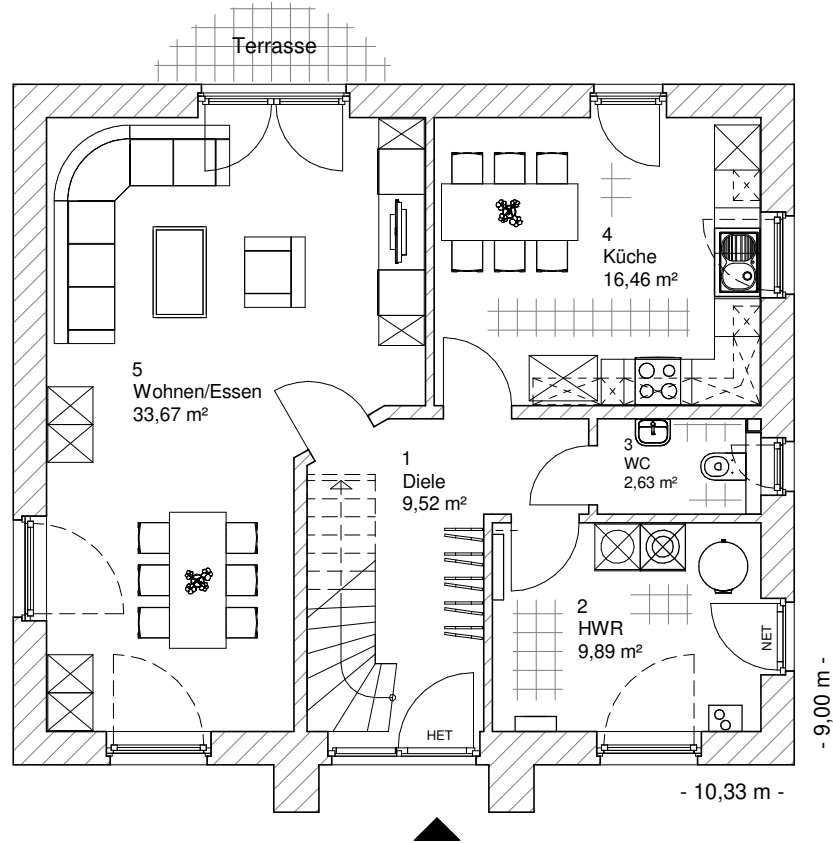 Terrasse
4
Küche
16,46 m²
5
Wohnen/Essen
33,67 m²
1
Diele
9,52 m²
3
WC
2,63 m²
2
HWR
9,89 m²
NET
HET
- 9,00 m -
- 10,33 m -